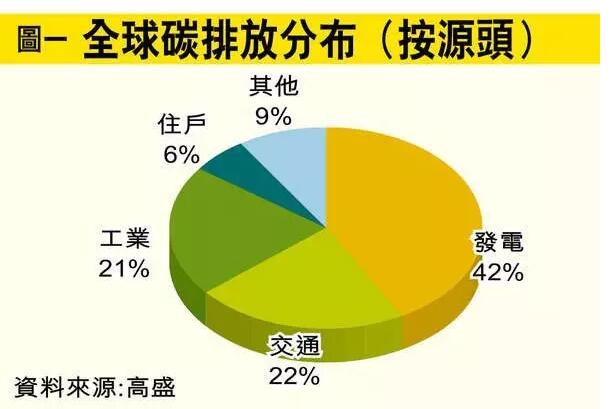 圖一 全球碳排放分布（按源頭）
其他
9%
住戶
6%
工業
21%
發電
42%
交通
22%
資料來源:高盛